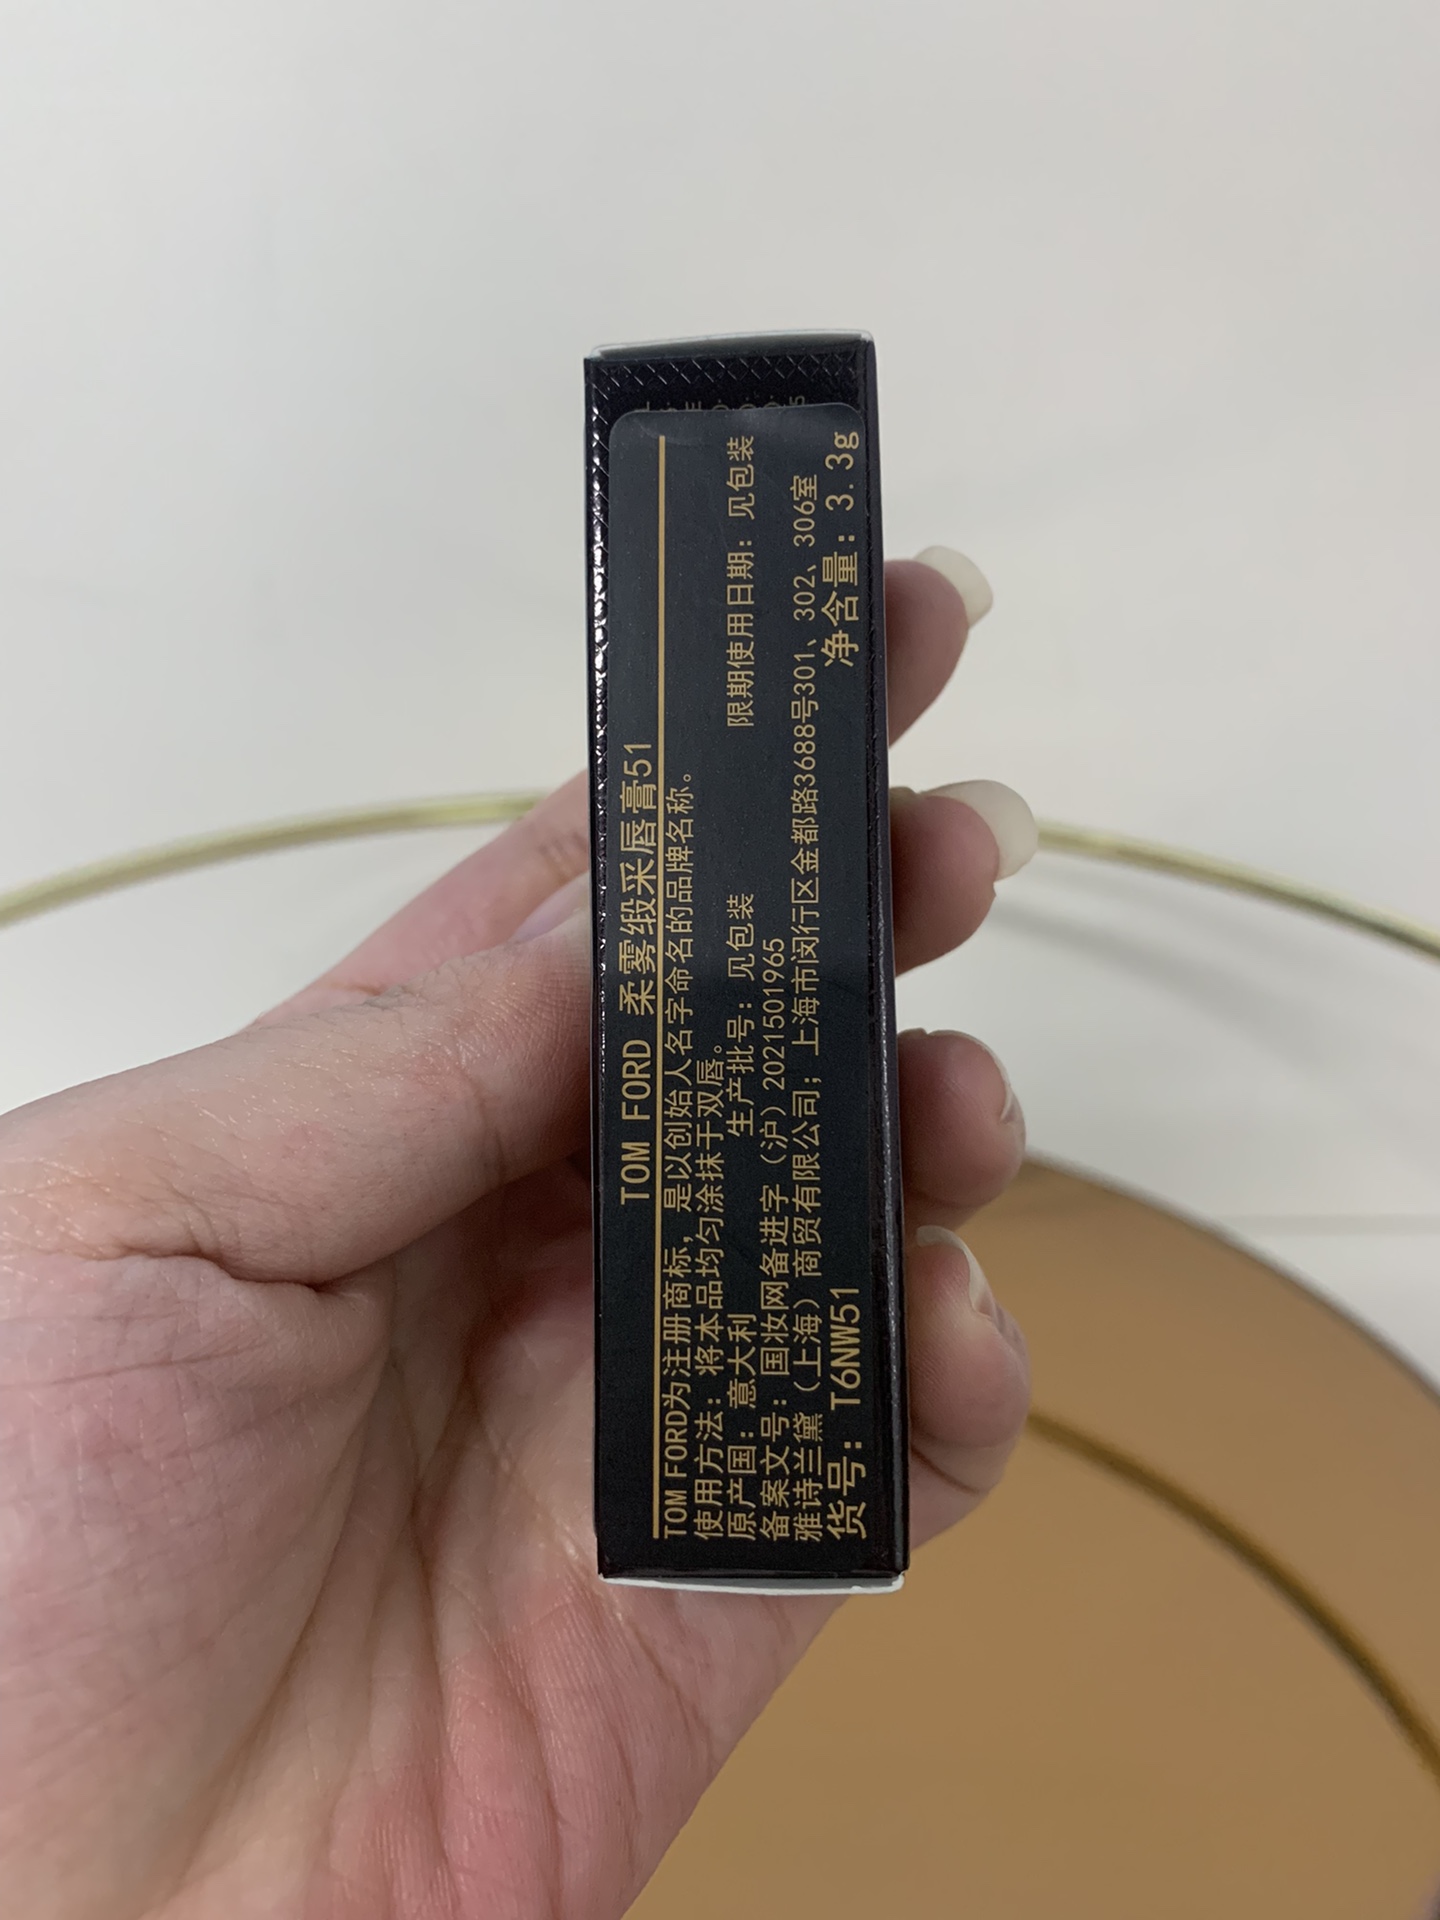 TOM FORD 柔雾缎采唇膏51
TOM FORD为注册商标，是以创始人名字命名的品牌名称。
使用方法：将本品均匀涂抹于双唇。
原产国：意大利 生产批号：见包装 限期使用日期：见包装
备案文号：国妆网备进字（沪）2021501965
雅诗兰黛（上海）商贸有限公司；上海市闵行区金都路3688号301、302、306室
货号：T6NW51 净含量：3.3g